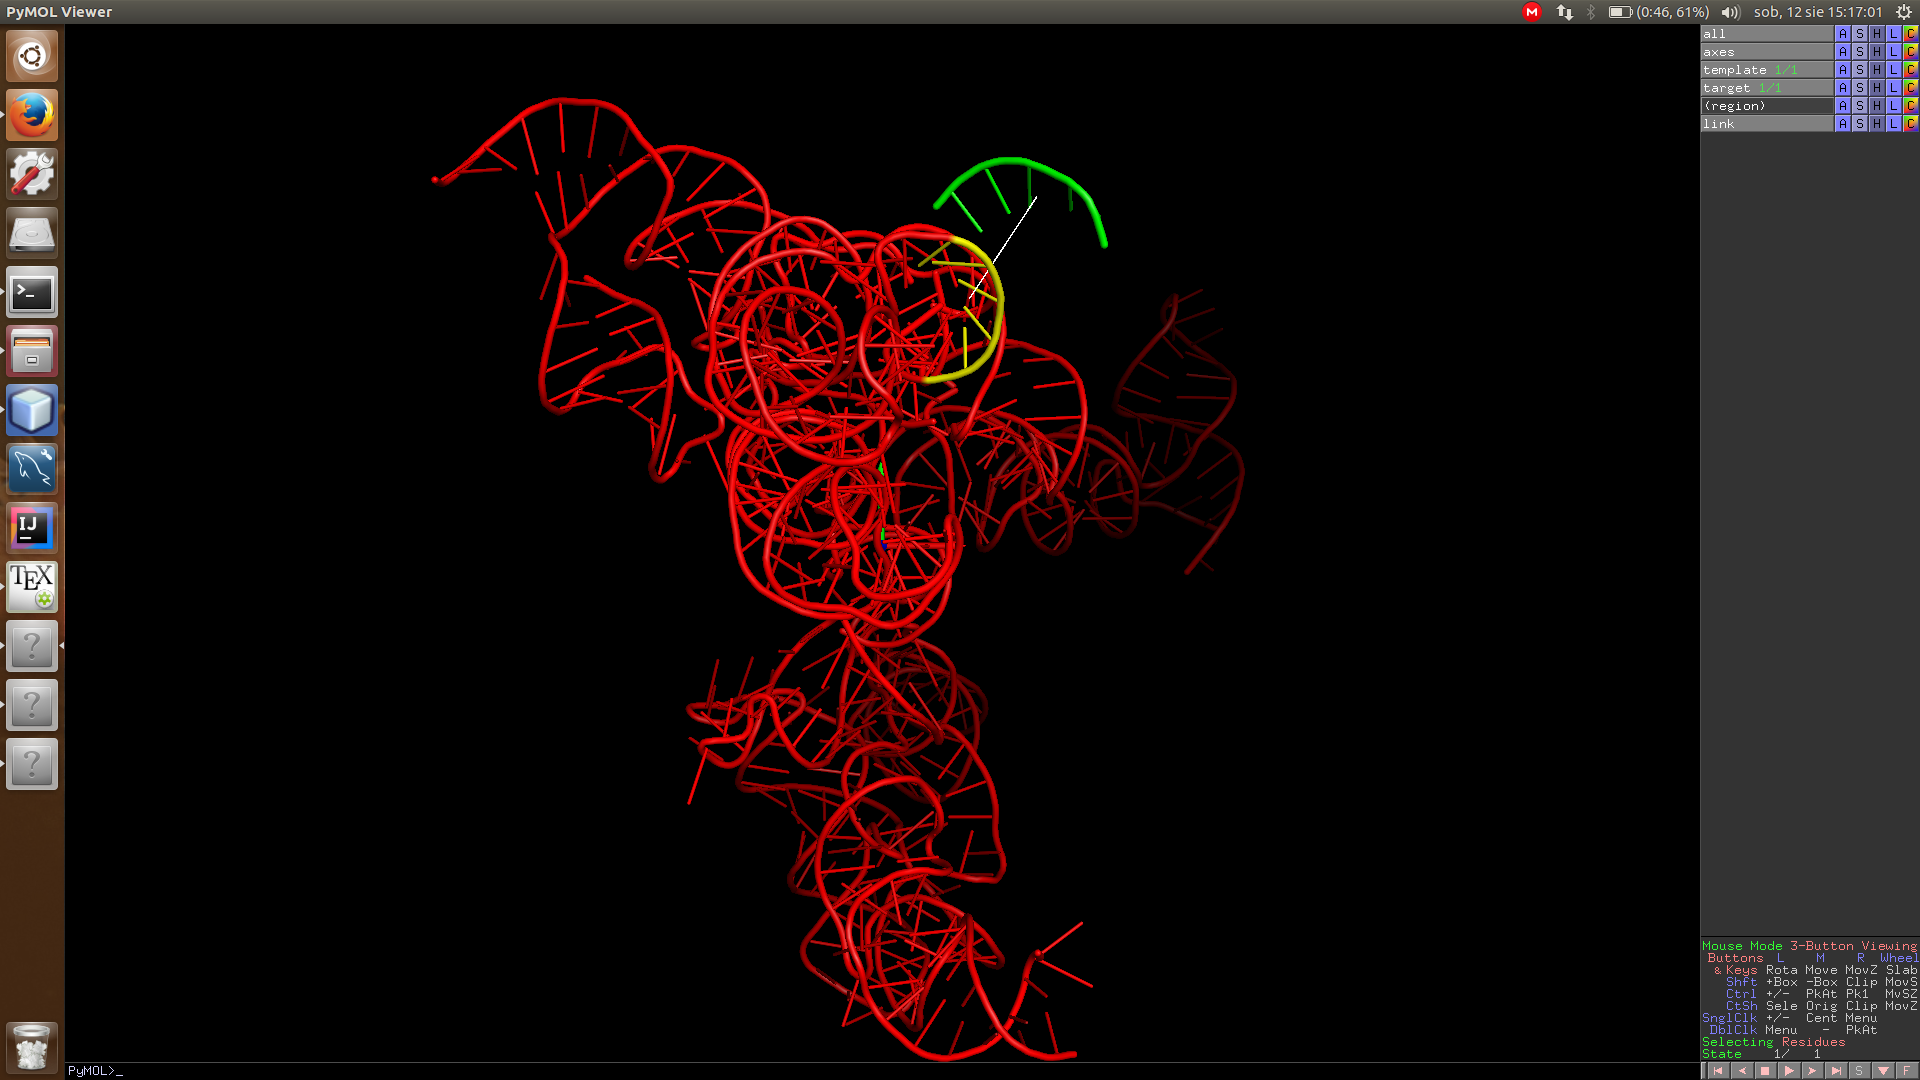 PyMOL Viewer
M
(0:46, 61%)
sob, 12 sie 15:17:01
all A S H L C
axes A S H L C
template 1/1 A S H L C
target 1/1 A S H L C
(region) A S H L C
link A S H L C
>_
IJ
TEX
?
?
?
Mouse Mode 3-Button Viewing
Buttons L M R Wheel
& Keys Rota Move MovZ Slab
Shft +Box -Box Clip MovS
Ctrl +/- PkAt Pk1 MvSZ
CtSh Sele Orig Clip MovZ
SnglClk +/- Cent Menu
DblClk Menu - PkAt
Selecting Residues
State 1/ 1
S F
PyMOL>_